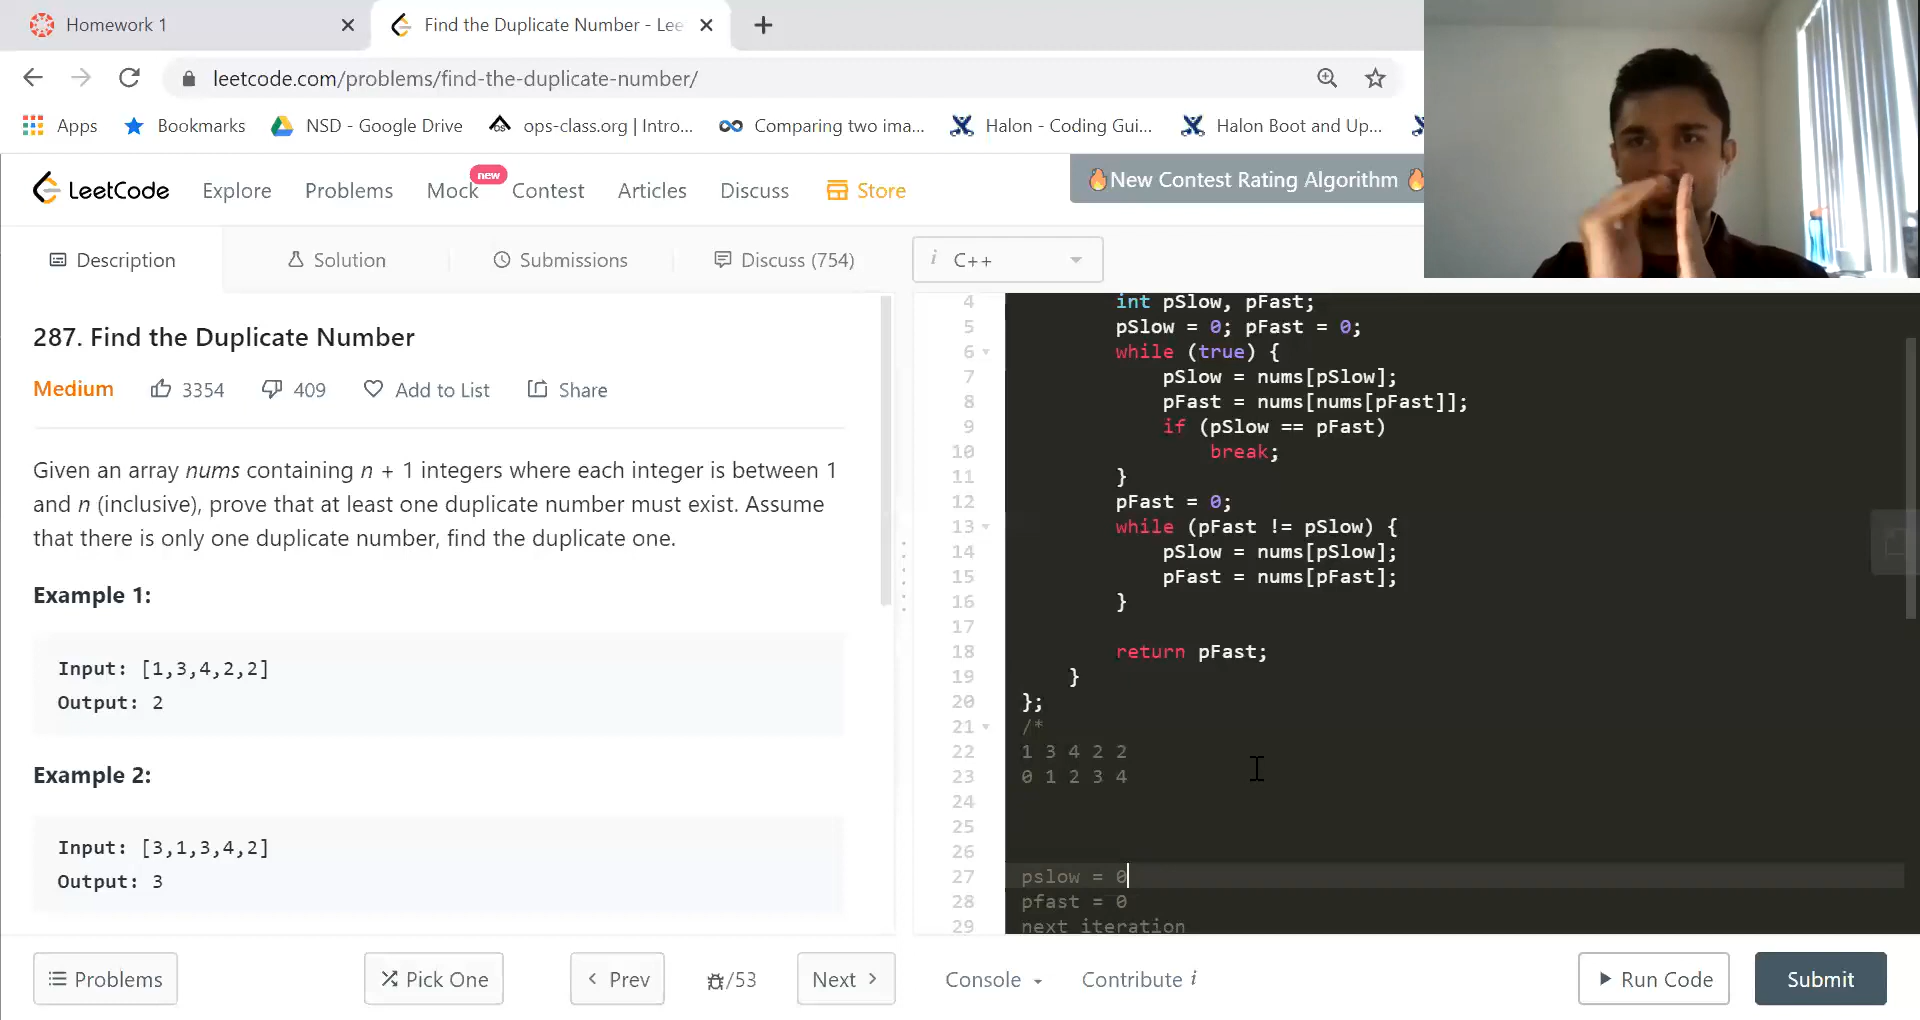 Homework 1
Find the Duplicate Number - Lee
leetcode.com/problems/find-the-duplicate-number/
Apps
Bookmarks
NSD - Google Drive
ops-class.org | Intro...
Comparing two ima...
Halon - Coding Gui...
Halon Boot and Up...
LeetCode
Explore
Problems
Mock
new
Contest
Articles
Discuss
Store
🔥New Contest Rating Algorithm 🔥
Description
Solution
Submissions
Discuss (754)
i C++
287. Find the Duplicate Number
Medium
3354
409
Add to List
Share
Given an array nums containing n + 1 integers where each integer is between 1
and n (inclusive), prove that at least one duplicate number must exist. Assume
that there is only one duplicate number, find the duplicate one.
Example 1:
Input: [1,3,4,2,2]
Output: 2
Example 2:
Input: [3,1,3,4,2]
Output: 3
4 int pSlow, pFast;
5 pSlow = 0; pFast = 0;
6 while (true) {
7 pSlow = nums[pSlow];
8 pFast = nums[nums[pFast]];
9 if (pSlow == pFast)
10 break;
11 }
12 pFast = 0;
13 while (pFast != pSlow) {
14 pSlow = nums[pSlow];
15 pFast = nums[pFast];
16 }
17
18 return pFast;
19 }
20 };
21 /*
22 1 3 4 2 2
23 0 1 2 3 4
24
25
26
27 pslow = 0
28 pfast = 0
29 next iteration
Problems
Pick One
Prev
/53
Next
Console
Contribute i
Run Code
Submit